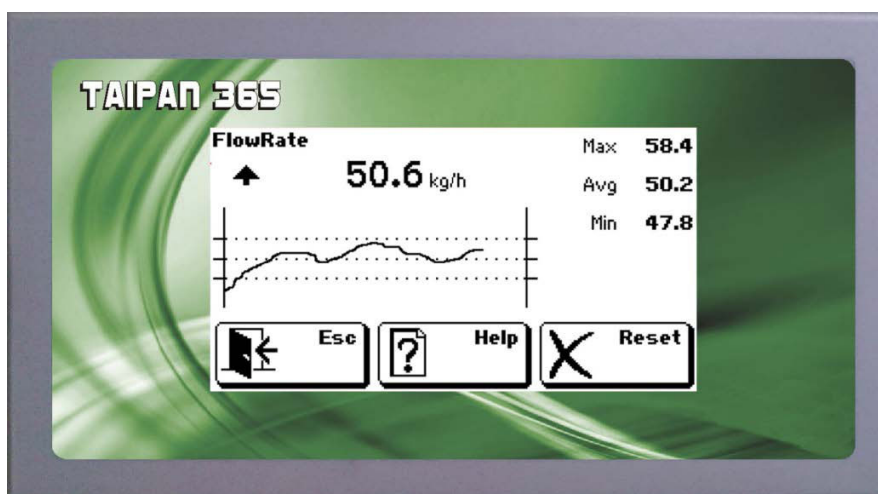 TAIPAN 365
FlowRate
50.6 kg/h
Max 58.4
Avg 50.2
Min 47.8
Esc
Help
Reset